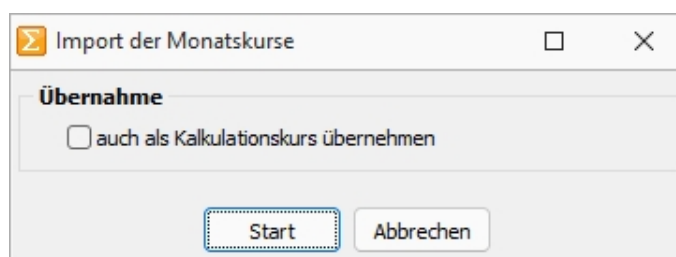 Import der Monatskurse
Übernahme
auch als Kalkulationskurs übernehmen
Start Abbrechen